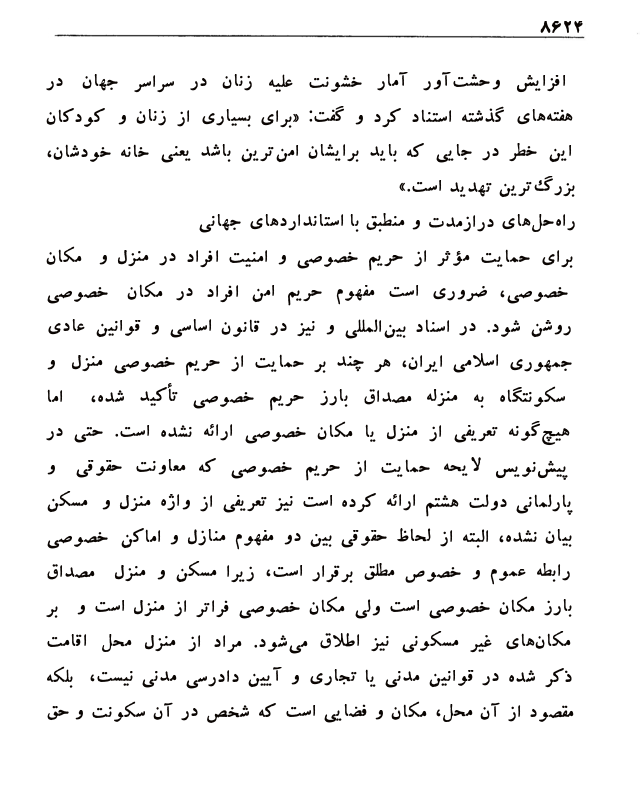 ۸۶۲۴
افزایش وحشت‌آور آمار خشونت علیه زنان در سراسر جهان در
هفته‌های گذشته استناد کرد و گفت: «برای بسیاری از زنان و کودکان
این خطر در جایی که باید برایشان امن‌ترین باشد یعنی خانه خودشان،
بزرگ‌ترین تهدید است.»
راه‌حل‌های درازمدت و منطبق با استانداردهای جهانی
برای حمایت مؤثر از حریم خصوصی و امنیت افراد در منزل و مکان
خصوصی، ضروری است مفهوم حریم امن افراد در مکان خصوصی
روشن شود. در اسناد بین‌المللی و نیز در قانون اساسی و قوانین عادی
جمهوری اسلامی ایران، هر چند بر حمایت از حریم خصوصی منزل و
سکونتگاه به منزله مصداق بارز حریم خصوصی تأکید شده، اما
هیچ‌گونه تعریفی از منزل یا مکان خصوصی ارائه نشده است. حتی در
پیش‌نویس لایحه حمایت از حریم خصوصی که معاونت حقوقی و
پارلمانی دولت هشتم ارائه کرده است نیز تعریفی از واژه منزل و مسکن
بیان نشده، البته از لحاظ حقوقی بین دو مفهوم منازل و اماکن خصوصی
رابطه عموم و خصوص مطلق برقرار است، زیرا مسکن و منزل مصداق
بارز مکان خصوصی است ولی مکان خصوصی فراتر از منزل است و بر
مکان‌های غیر مسکونی نیز اطلاق می‌شود. مراد از منزل محل اقامت
ذکر شده در قوانین مدنی یا تجاری و آیین دادرسی مدنی نیست، بلکه
مقصود از آن محل، مکان و فضایی است که شخص در آن سکونت و حق